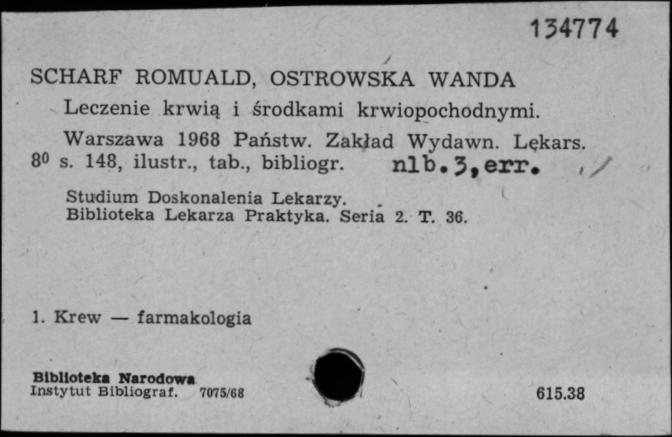 134774
SCHARF ROMUALD, OSTROWSKA WANDA
Leczenie krwią i środkami krwiopochodnymi.
Warszawa 1968 Państw. Zakład Wydawn. Lękars.
8⁰ s. 148, ilustr., tab., bibliogr. nlb.3,err.
Studium Doskonalenia Lekarzy.
Biblioteka Lekarza Praktyka. Seria 2. T. 36.
1. Krew — farmakologia
Biblioteka Narodowa
Instytut Bibliograf. 7075/68
615.38